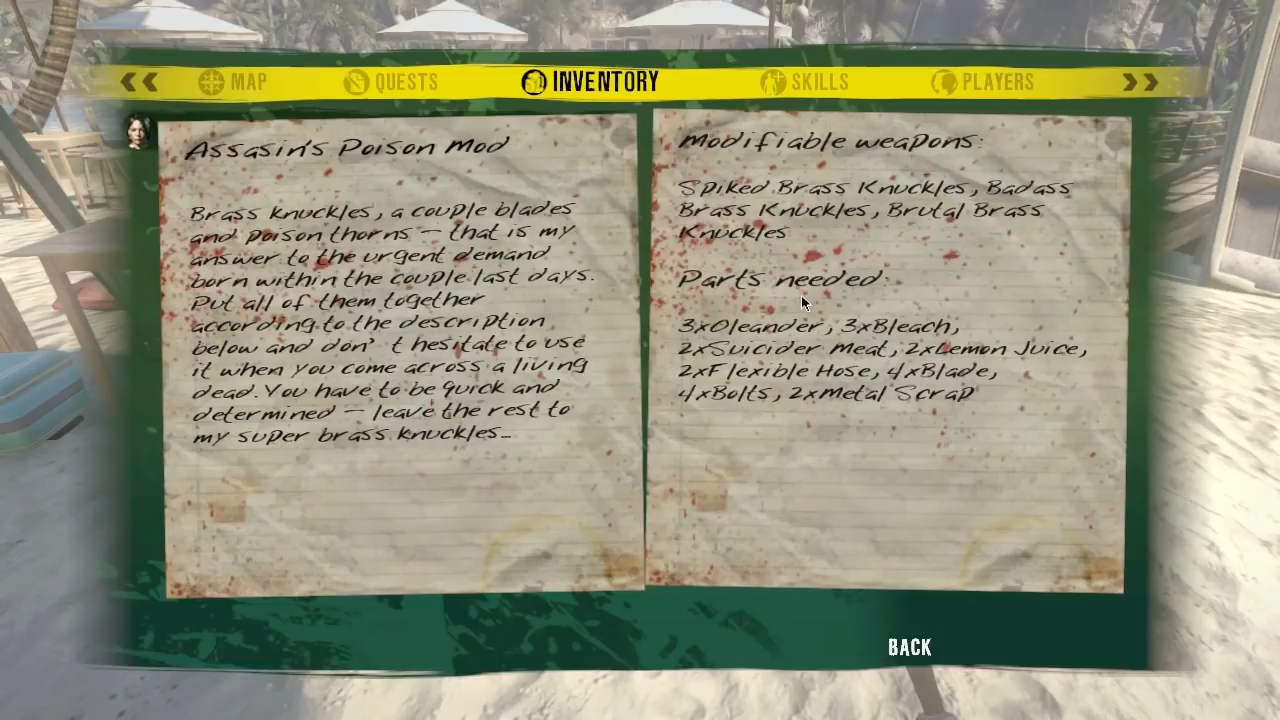 MAP QUESTS INVENTORY SKILLS PLAYERS
Assasin's Poison Mod
Brass knuckles, a couple blades
and poison thorns – that is my
answer to the urgent demand
born within the couple last days.
Put all of them together
according to the description
below and don' t hesitate to use
it when you come across a living
dead. You have to be quick and
determined – leave the rest to
my super brass knuckles...
Modifiable weapons:
Spiked Brass Knuckles, Badass
Brass Knuckles, Brutal Brass
Knuckles
Parts needed:
3xOleander, 3xBleach,
2xSuicider Meat, 2xLemon Juice,
2xFlexible Hose, 4xBlade,
4xBolts, 2xMetal Scrap
BACK